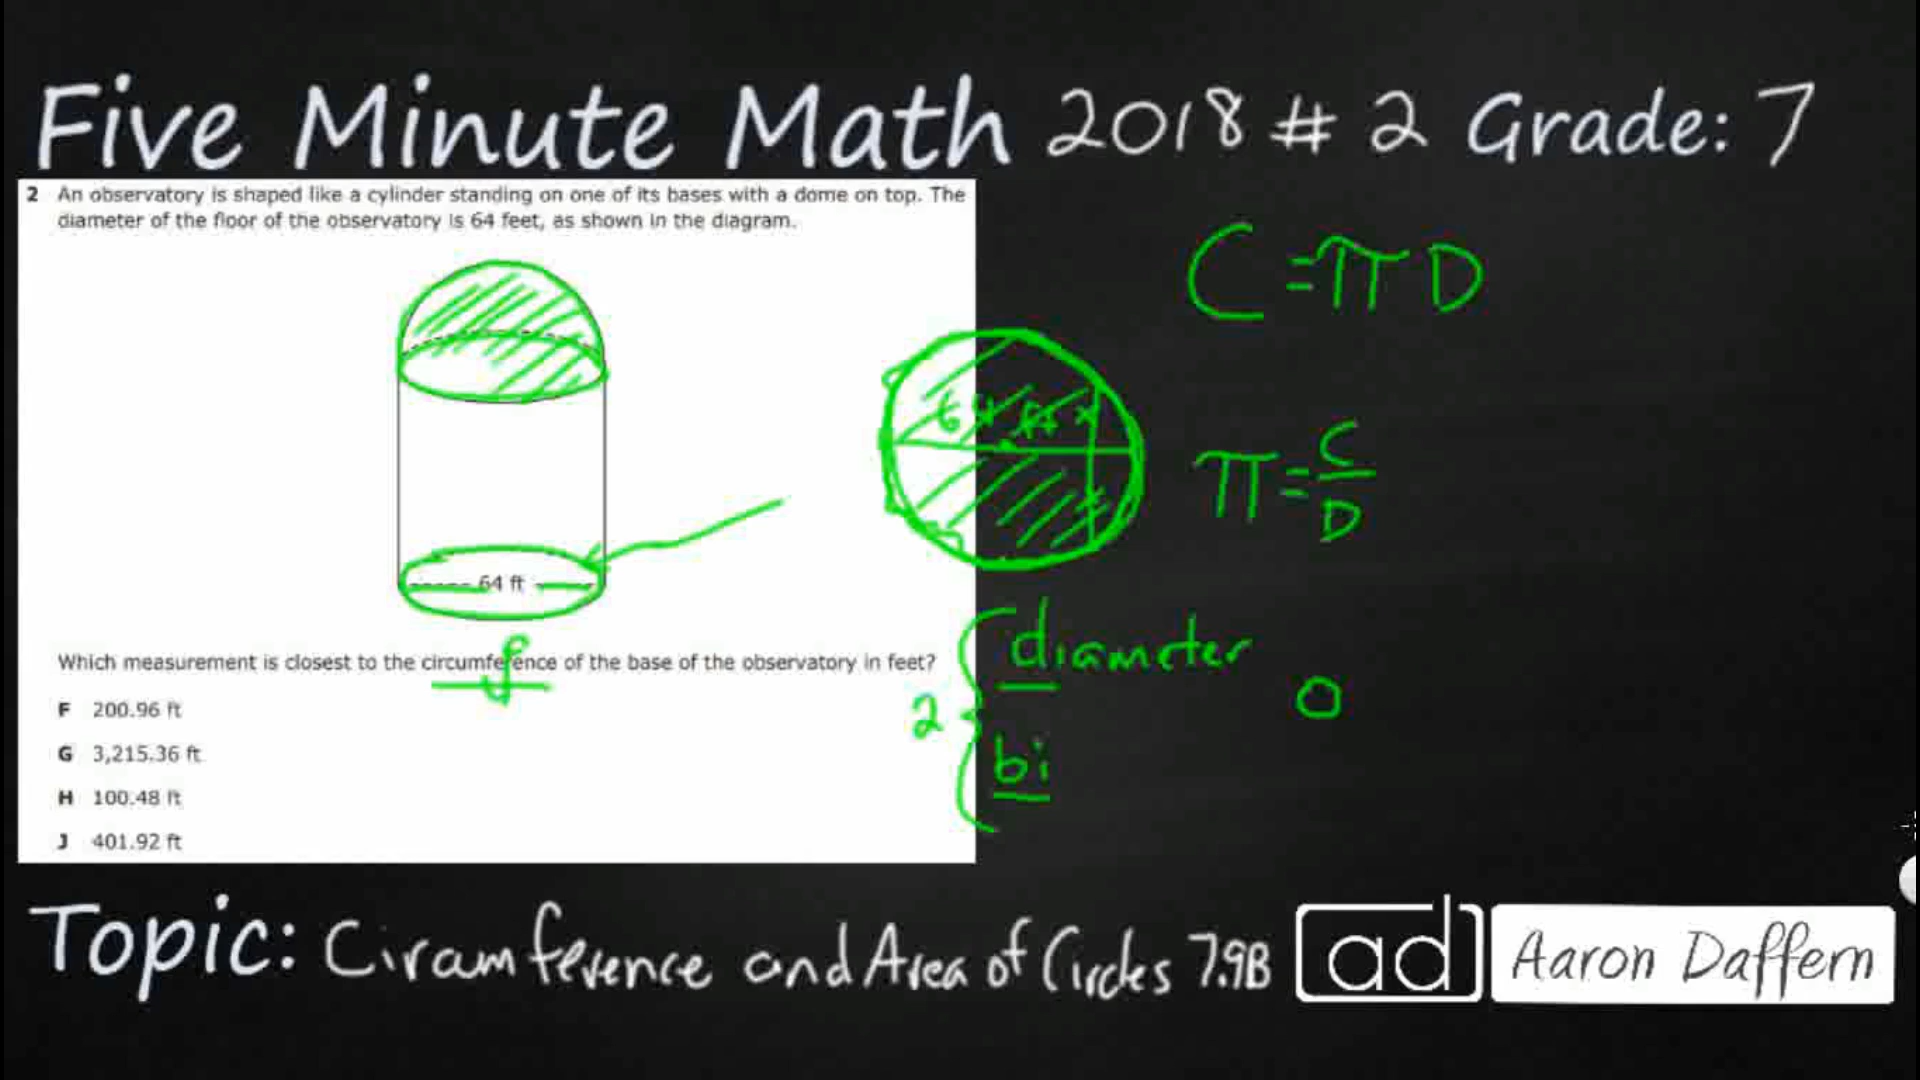 Five Minute Math 2018 # 2 Grade: 7
2 An observatory is shaped like a cylinder standing on one of its bases with a dome on top. The
diameter of the floor of the observatory is 64 feet, as shown in the diagram.
C=πD
64 ft
π=C/D
64 ft
Which measurement is closest to the circumference of the base of the observatory in feet?
f
diameter
2
0
bi
F 200.96 ft
G 3,215.36 ft
H 100.48 ft
J 401.92 ft
Topic: Circumference and Area of Circles 7.9B
ad Aaron Daffern